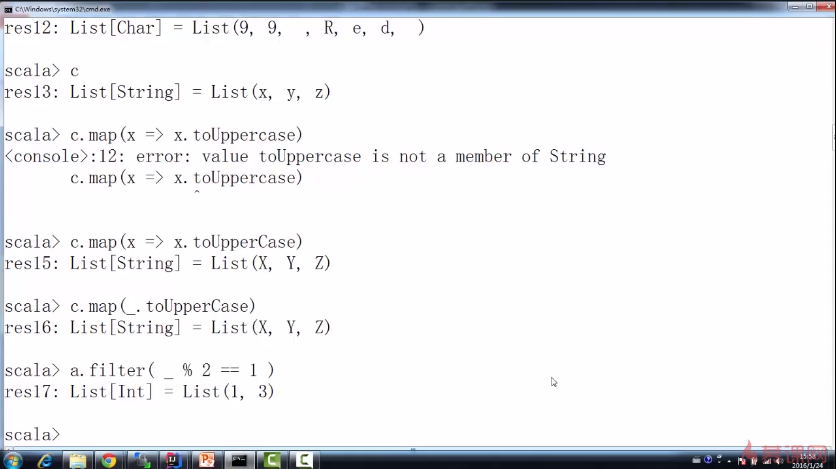 C:\Windows\system32\cmd.exe
res12: List[Char] = List(9, 9,  , R, e, d,  )
scala> c
res13: List[String] = List(x, y, z)
scala> c.map(x => x.toUppercase)
<console>:12: error: value toUppercase is not a member of String
c.map(x => x.toUppercase)
^
scala> c.map(x => x.toUpperCase)
res15: List[String] = List(X, Y, Z)
scala> c.map(_.toUpperCase)
res16: List[String] = List(X, Y, Z)
scala> a.filter( _ % 2 == 1 )
res17: List[Int] = List(1, 3)
scala>
慕课网
2016/1/24